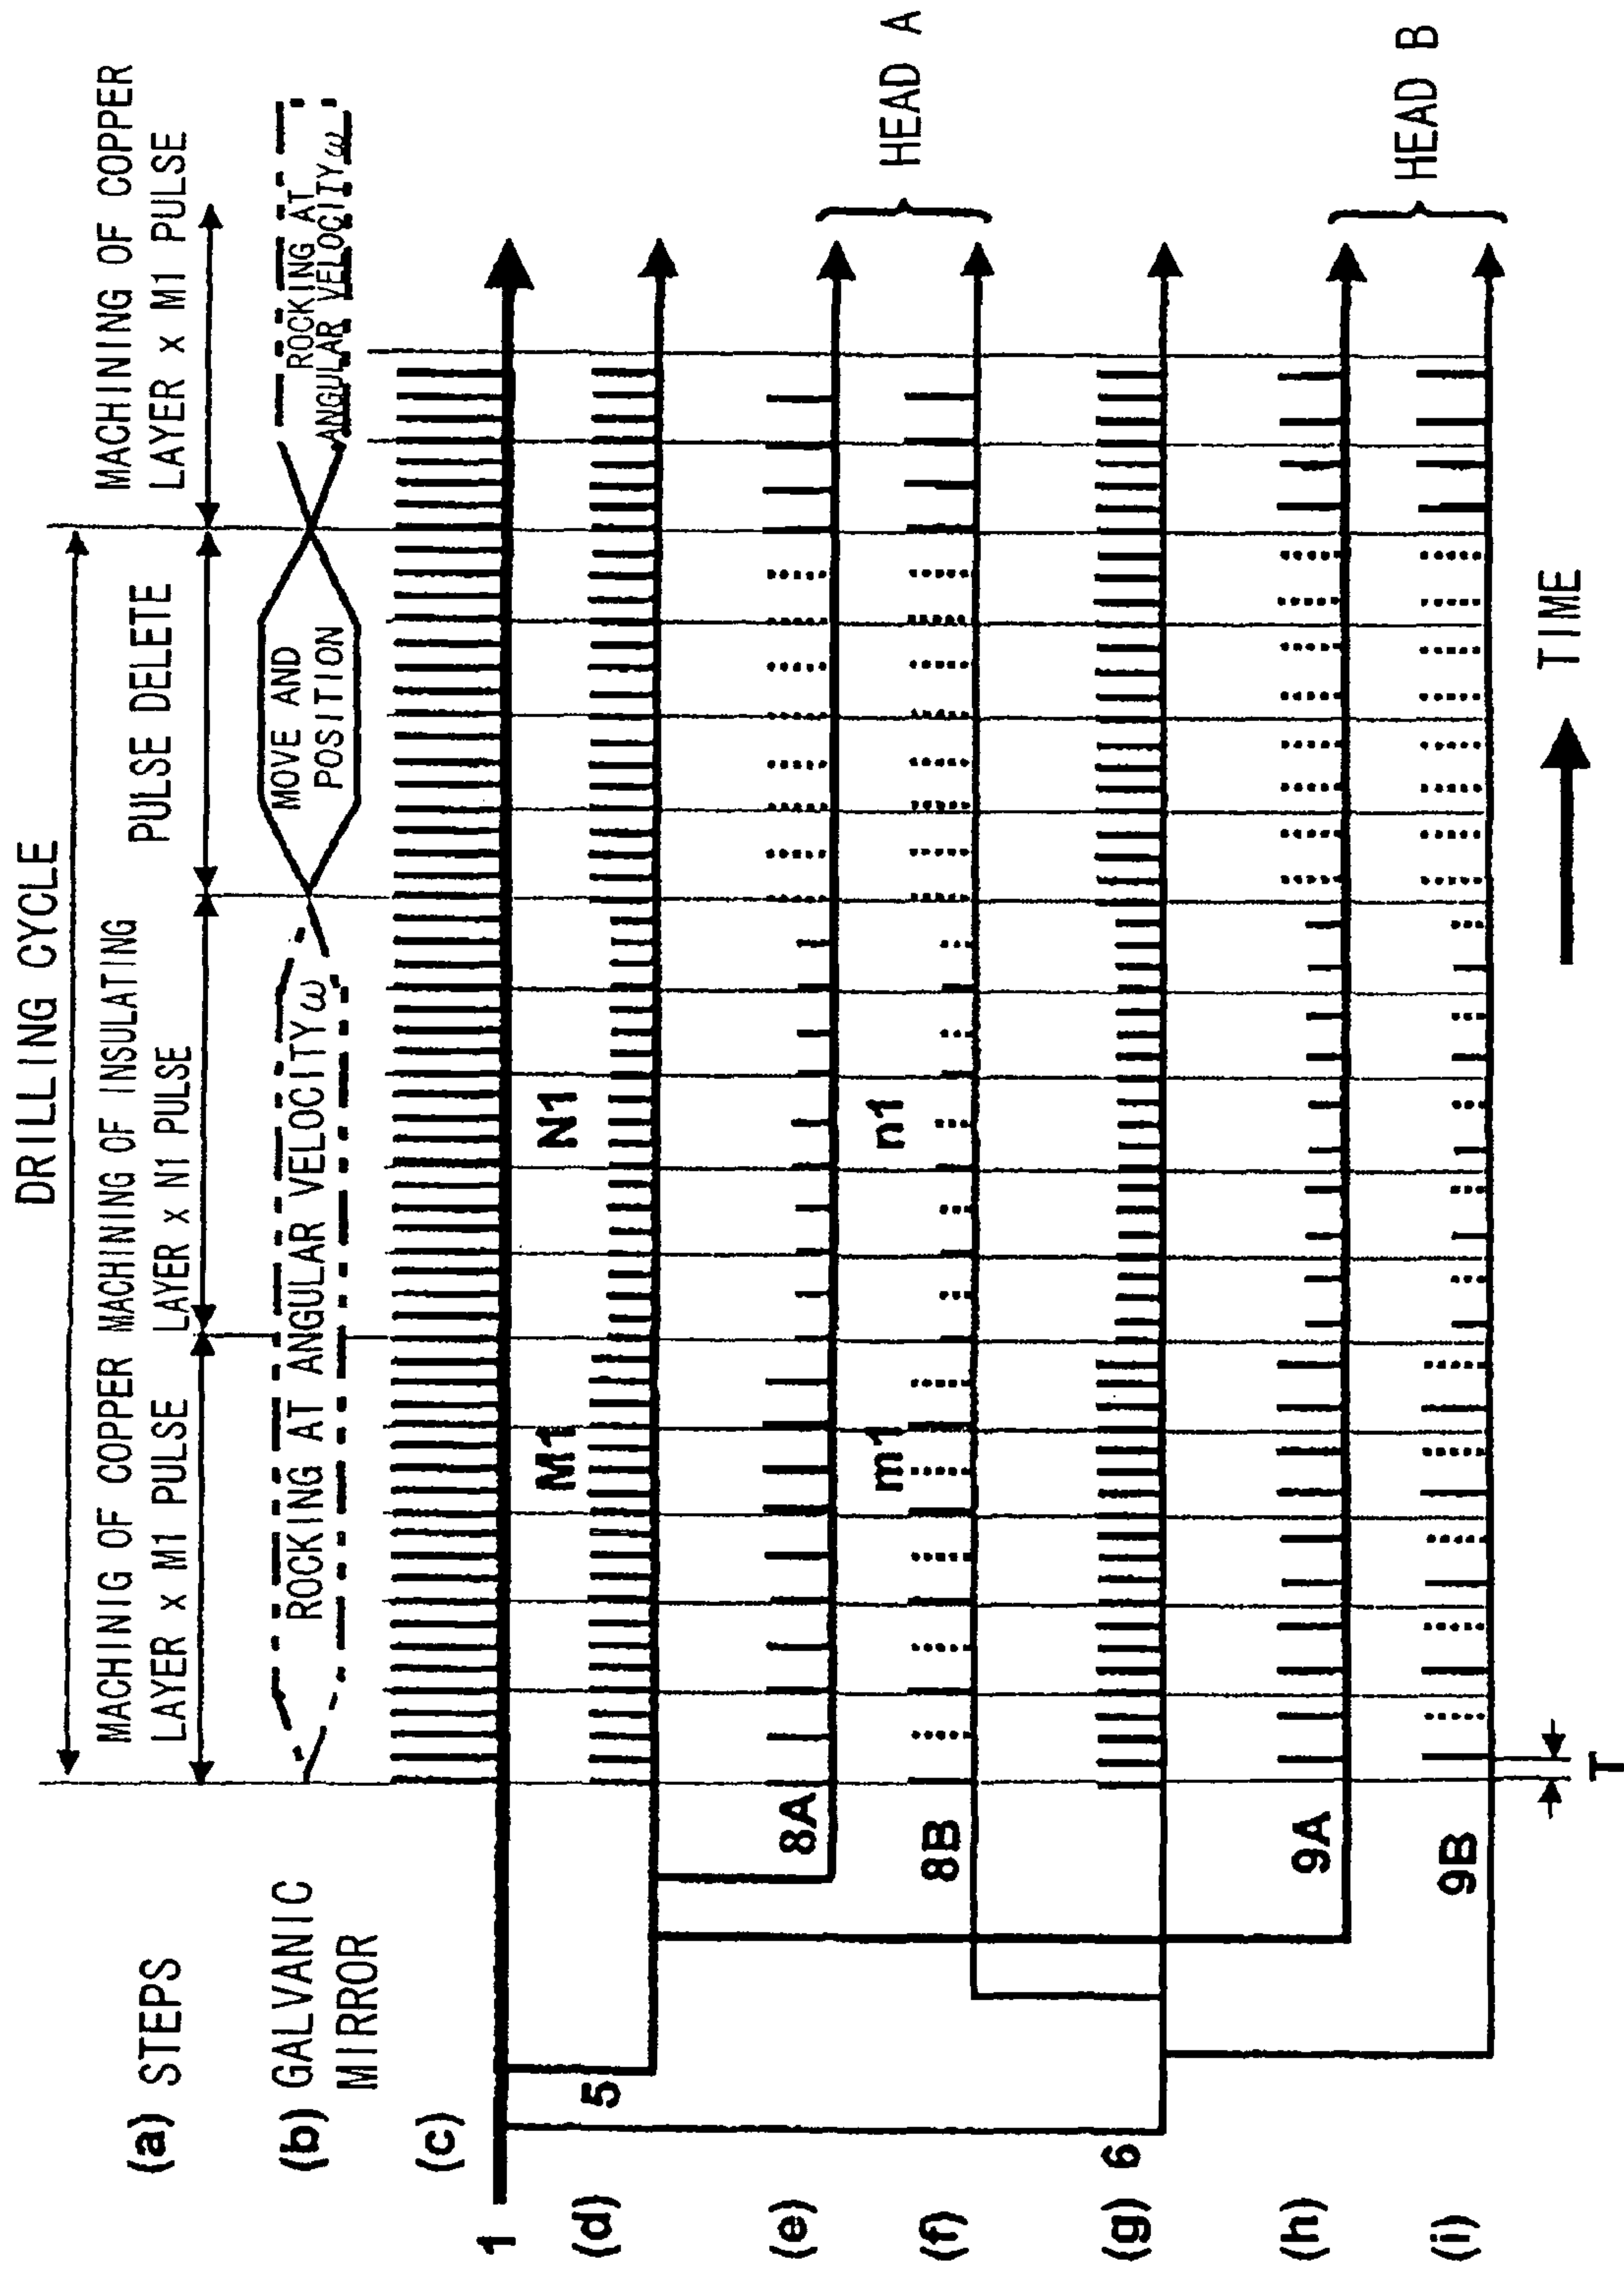 DRILLING CYCLE
(a) STEPS
MACHINIG OF COPPER
LAYER x M1 PULSE
MACHINING OF INSULATING
LAYER x N1 PULSE
PULSE DELETE
MACHINING OF COPPER
LAYER x M1 PULSE
(b) GALVANIC
MIRROR
ROCKING AT ANGULAR VELOCITY ω
MOVE AND
POSITION
ROCKING AT
ANGULAR VELOCITY ω
(c)
1
(d)
5
M1
N1
(e)
8A
(f)
8B
m1
n1
HEAD A
(g)
6
(h)
9A
(i)
9B
HEAD B
T
TIME